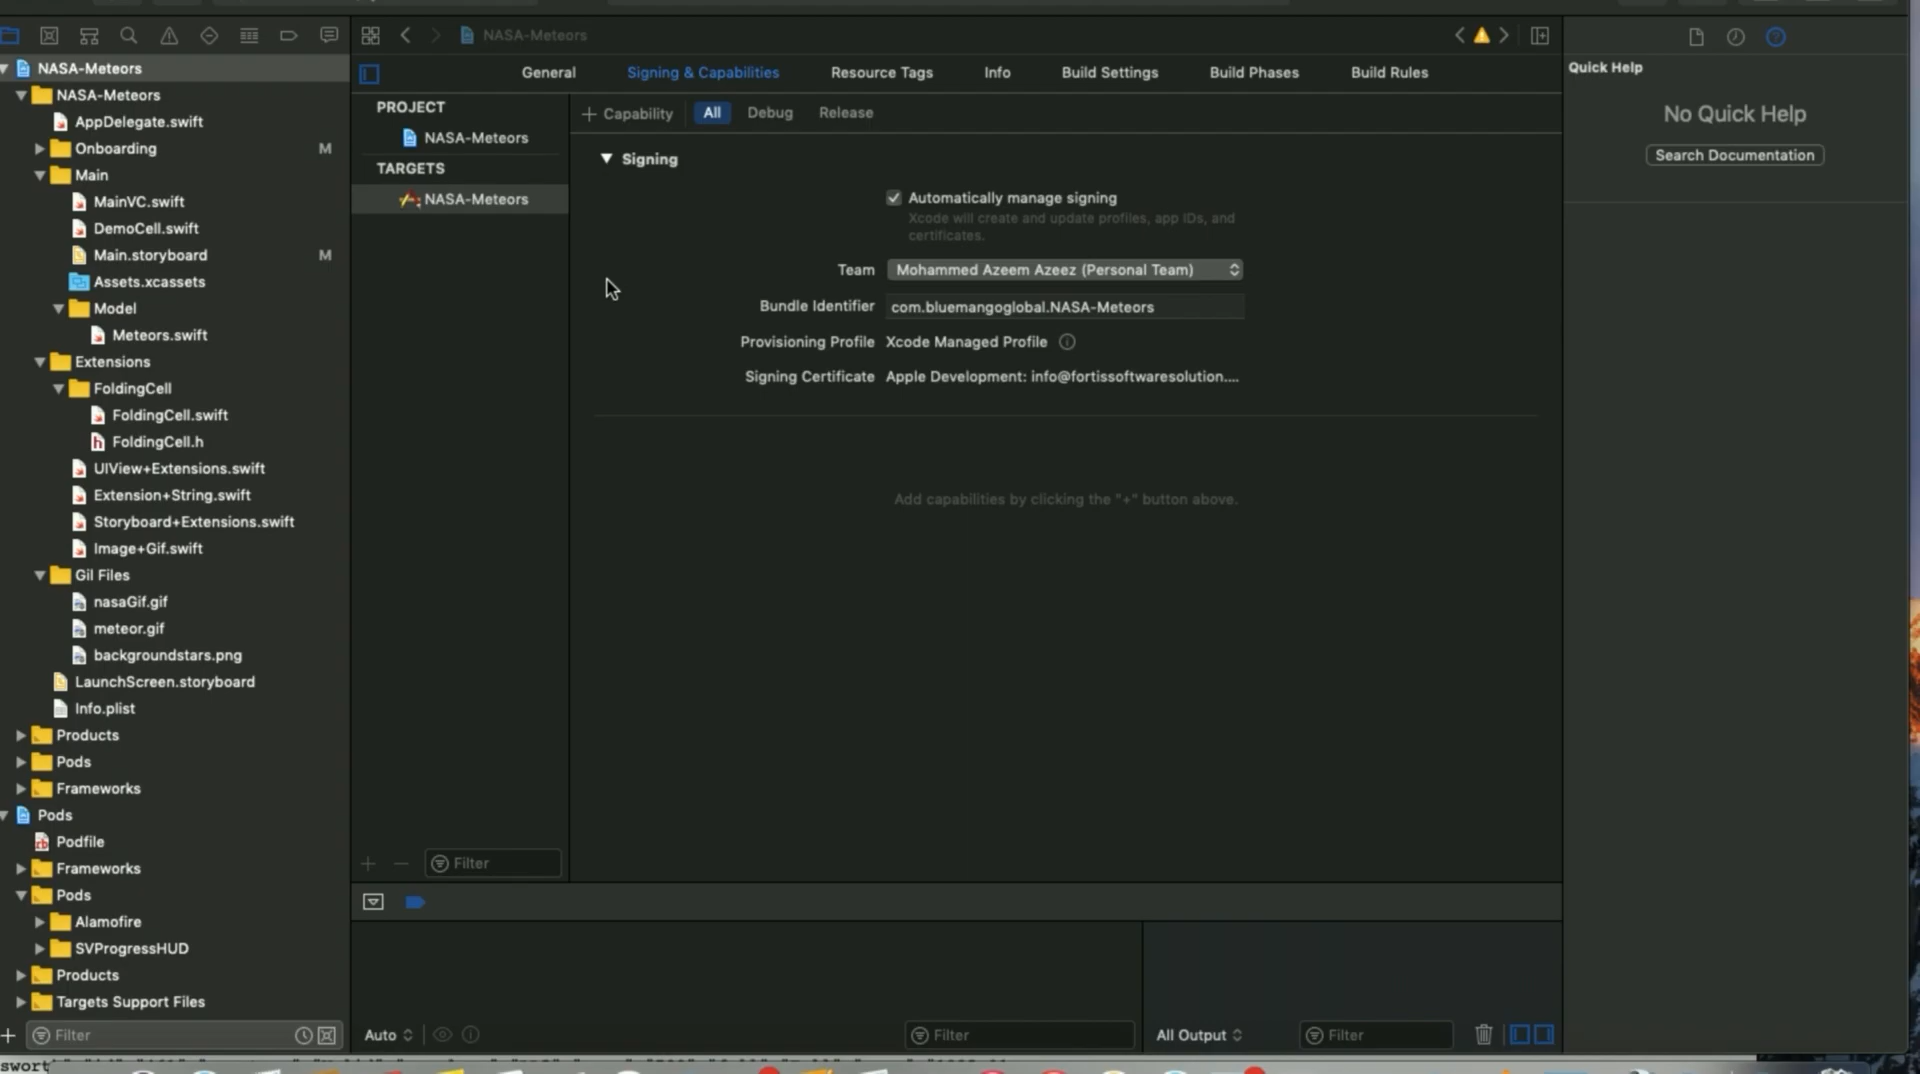 NASA-Meteors
General
Signing & Capabilities
Resource Tags
Info
Build Settings
Build Phases
Build Rules
Quick Help
No Quick Help
Search Documentation
NASA-Meteors
NASA-Meteors
AppDelegate.swift
Onboarding M
Main
MainVC.swift
DemoCell.swift
Main.storyboard M
Assets.xcassets
Model
Meteors.swift
Extensions
FoldingCell
FoldingCell.swift
FoldingCell.h
UIView+Extensions.swift
Extension+String.swift
Storyboard+Extensions.swift
Image+Gif.swift
Gil Files
nasaGif.gif
meteor.gif
backgroundstars.png
LaunchScreen.storyboard
Info.plist
Products
Pods
Frameworks
Pods
Podfile
Frameworks
Pods
Alamofire
SVProgressHUD
Products
Targets Support Files
Filter
PROJECT
NASA-Meteors
TARGETS
NASA-Meteors
Filter
+ Capability
All
Debug
Release
Signing
Automatically manage signing
Xcode will create and update profiles, app IDs, and
certificates.
Team Mohammed Azeem Azeez (Personal Team)
Bundle Identifier com.bluemangoglobal.NASA-Meteors
Provisioning Profile Xcode Managed Profile
Signing Certificate Apple Development: info@fortissoftwaresolution....
Add capabilities by clicking the "+" button above.
Auto
Filter
All Output
Filter
swort